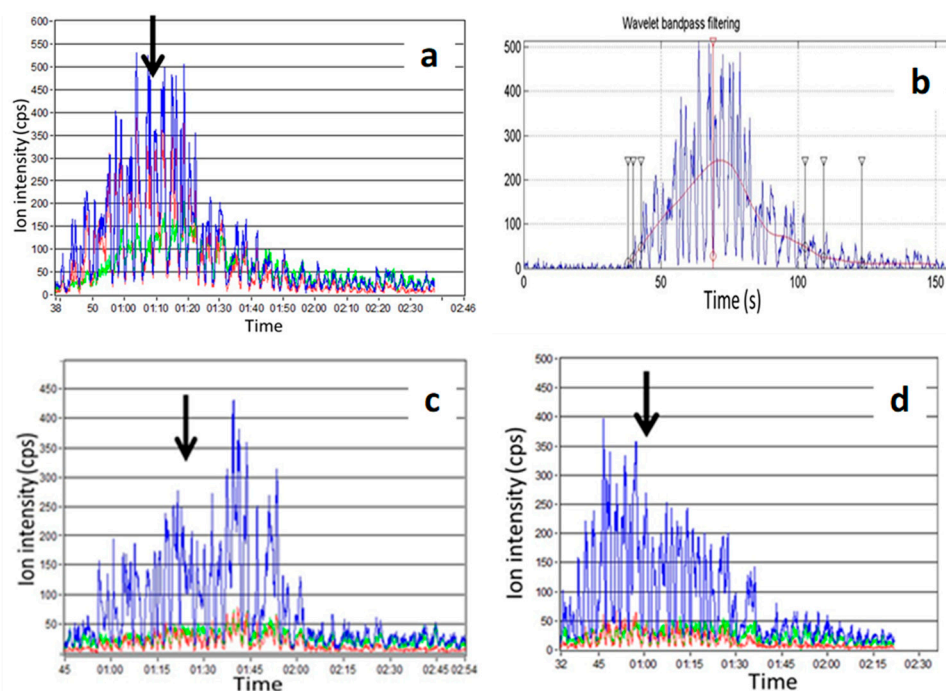 a
Ion intensity (cps)
600
550
500
450
400
350
300
250
200
150
100
50
0
38 50 01:00 01:10 01:20 01:30 01:40 01:50 02:00 02:10 02:20 02:30 02:46
Time
Wavelet bandpass filtering
b
500
400
300
200
100
0
0 50 100 150
Time (s)
c
Ion intensity (cps)
450
400
350
300
250
200
150
100
50
45 01:00 01:15 01:30 01:45 02:00 02:15 02:30 02:45 02:54
Time
d
Ion intensity (cps)
500
450
400
350
300
250
200
150
100
50
0
32 45 01:00 01:15 01:30 01:45 02:00 02:15 02:30
Time